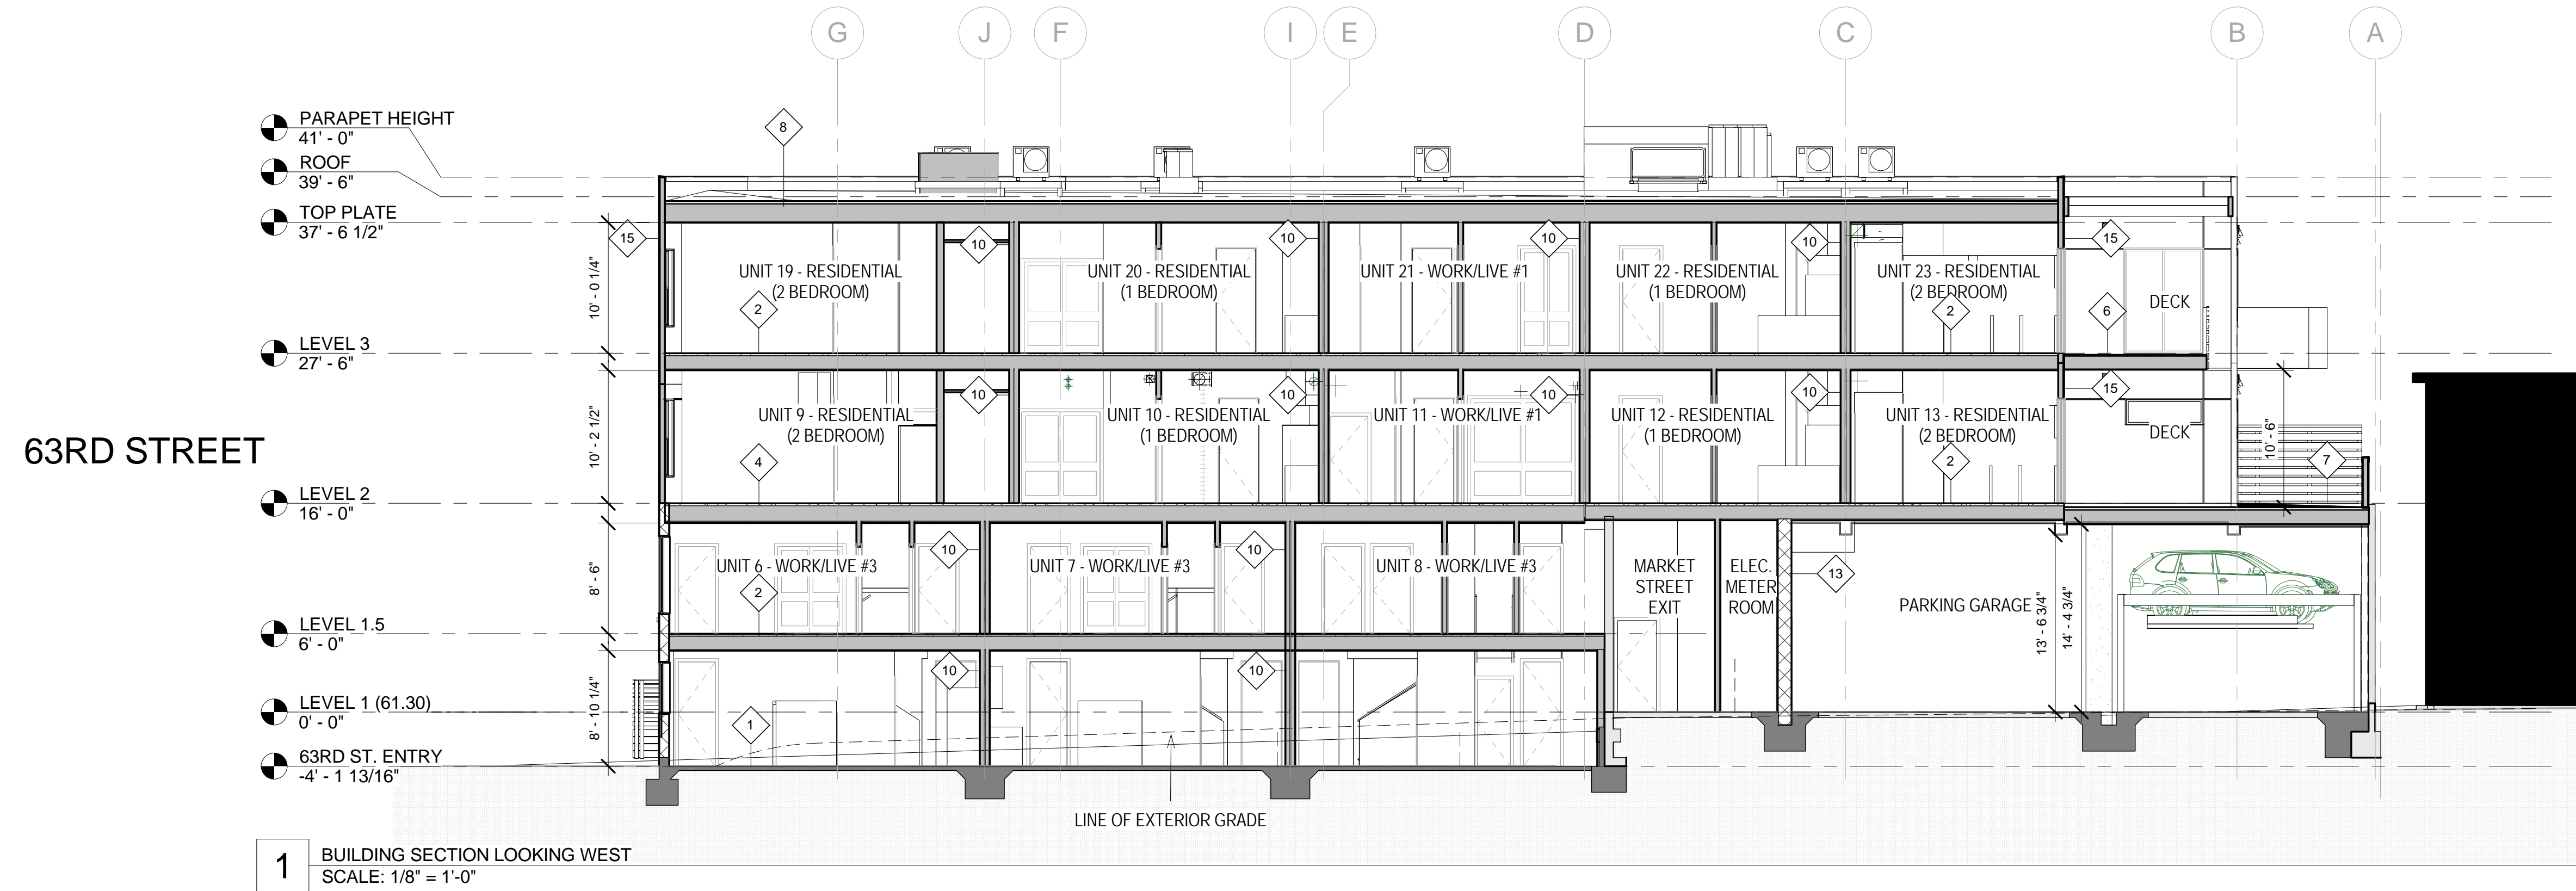 G J F I E D C B A
PARAPET HEIGHT
41' - 0"
8
ROOF
39' - 6"
TOP PLATE
37' - 6 1/2"
15
10
10
10
10
15
10' - 0 1/4"
UNIT 19 - RESIDENTIAL
(2 BEDROOM)
2
UNIT 20 - RESIDENTIAL
(1 BEDROOM)
UNIT 21 - WORK/LIVE #1
UNIT 22 - RESIDENTIAL
(1 BEDROOM)
UNIT 23 - RESIDENTIAL
(2 BEDROOM)
2
6
DECK
LEVEL 3
27' - 6"
10
10
10
10
15
10' - 2 1/2"
UNIT 9 - RESIDENTIAL
(2 BEDROOM)
4
UNIT 10 - RESIDENTIAL
(1 BEDROOM)
UNIT 11 - WORK/LIVE #1
UNIT 12 - RESIDENTIAL
(1 BEDROOM)
UNIT 13 - RESIDENTIAL
(2 BEDROOM)
2
DECK
10' - 6"
7
63RD STREET
LEVEL 2
16' - 0"
8' - 6"
10
10
UNIT 6 - WORK/LIVE #3
2
UNIT 7 - WORK/LIVE #3
UNIT 8 - WORK/LIVE #3
MARKET
STREET
EXIT
ELEC.
METER
ROOM
13
PARKING GARAGE
13' - 6 3/4"
14' - 4 3/4"
LEVEL 1.5
6' - 0"
8' - 10 1/4"
10
10
1
LEVEL 1 (61.30)
0' - 0"
63RD ST. ENTRY
-4' - 1 13/16"
LINE OF EXTERIOR GRADE
1
BUILDING SECTION LOOKING WEST
SCALE: 1/8" = 1'-0"